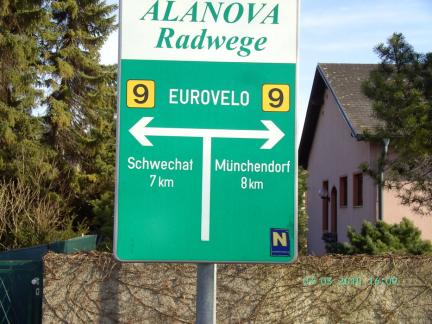 ALANOVA
Radwege
9 EUROVELO 9
Schwechat Münchendorf
7 km 8 km
N